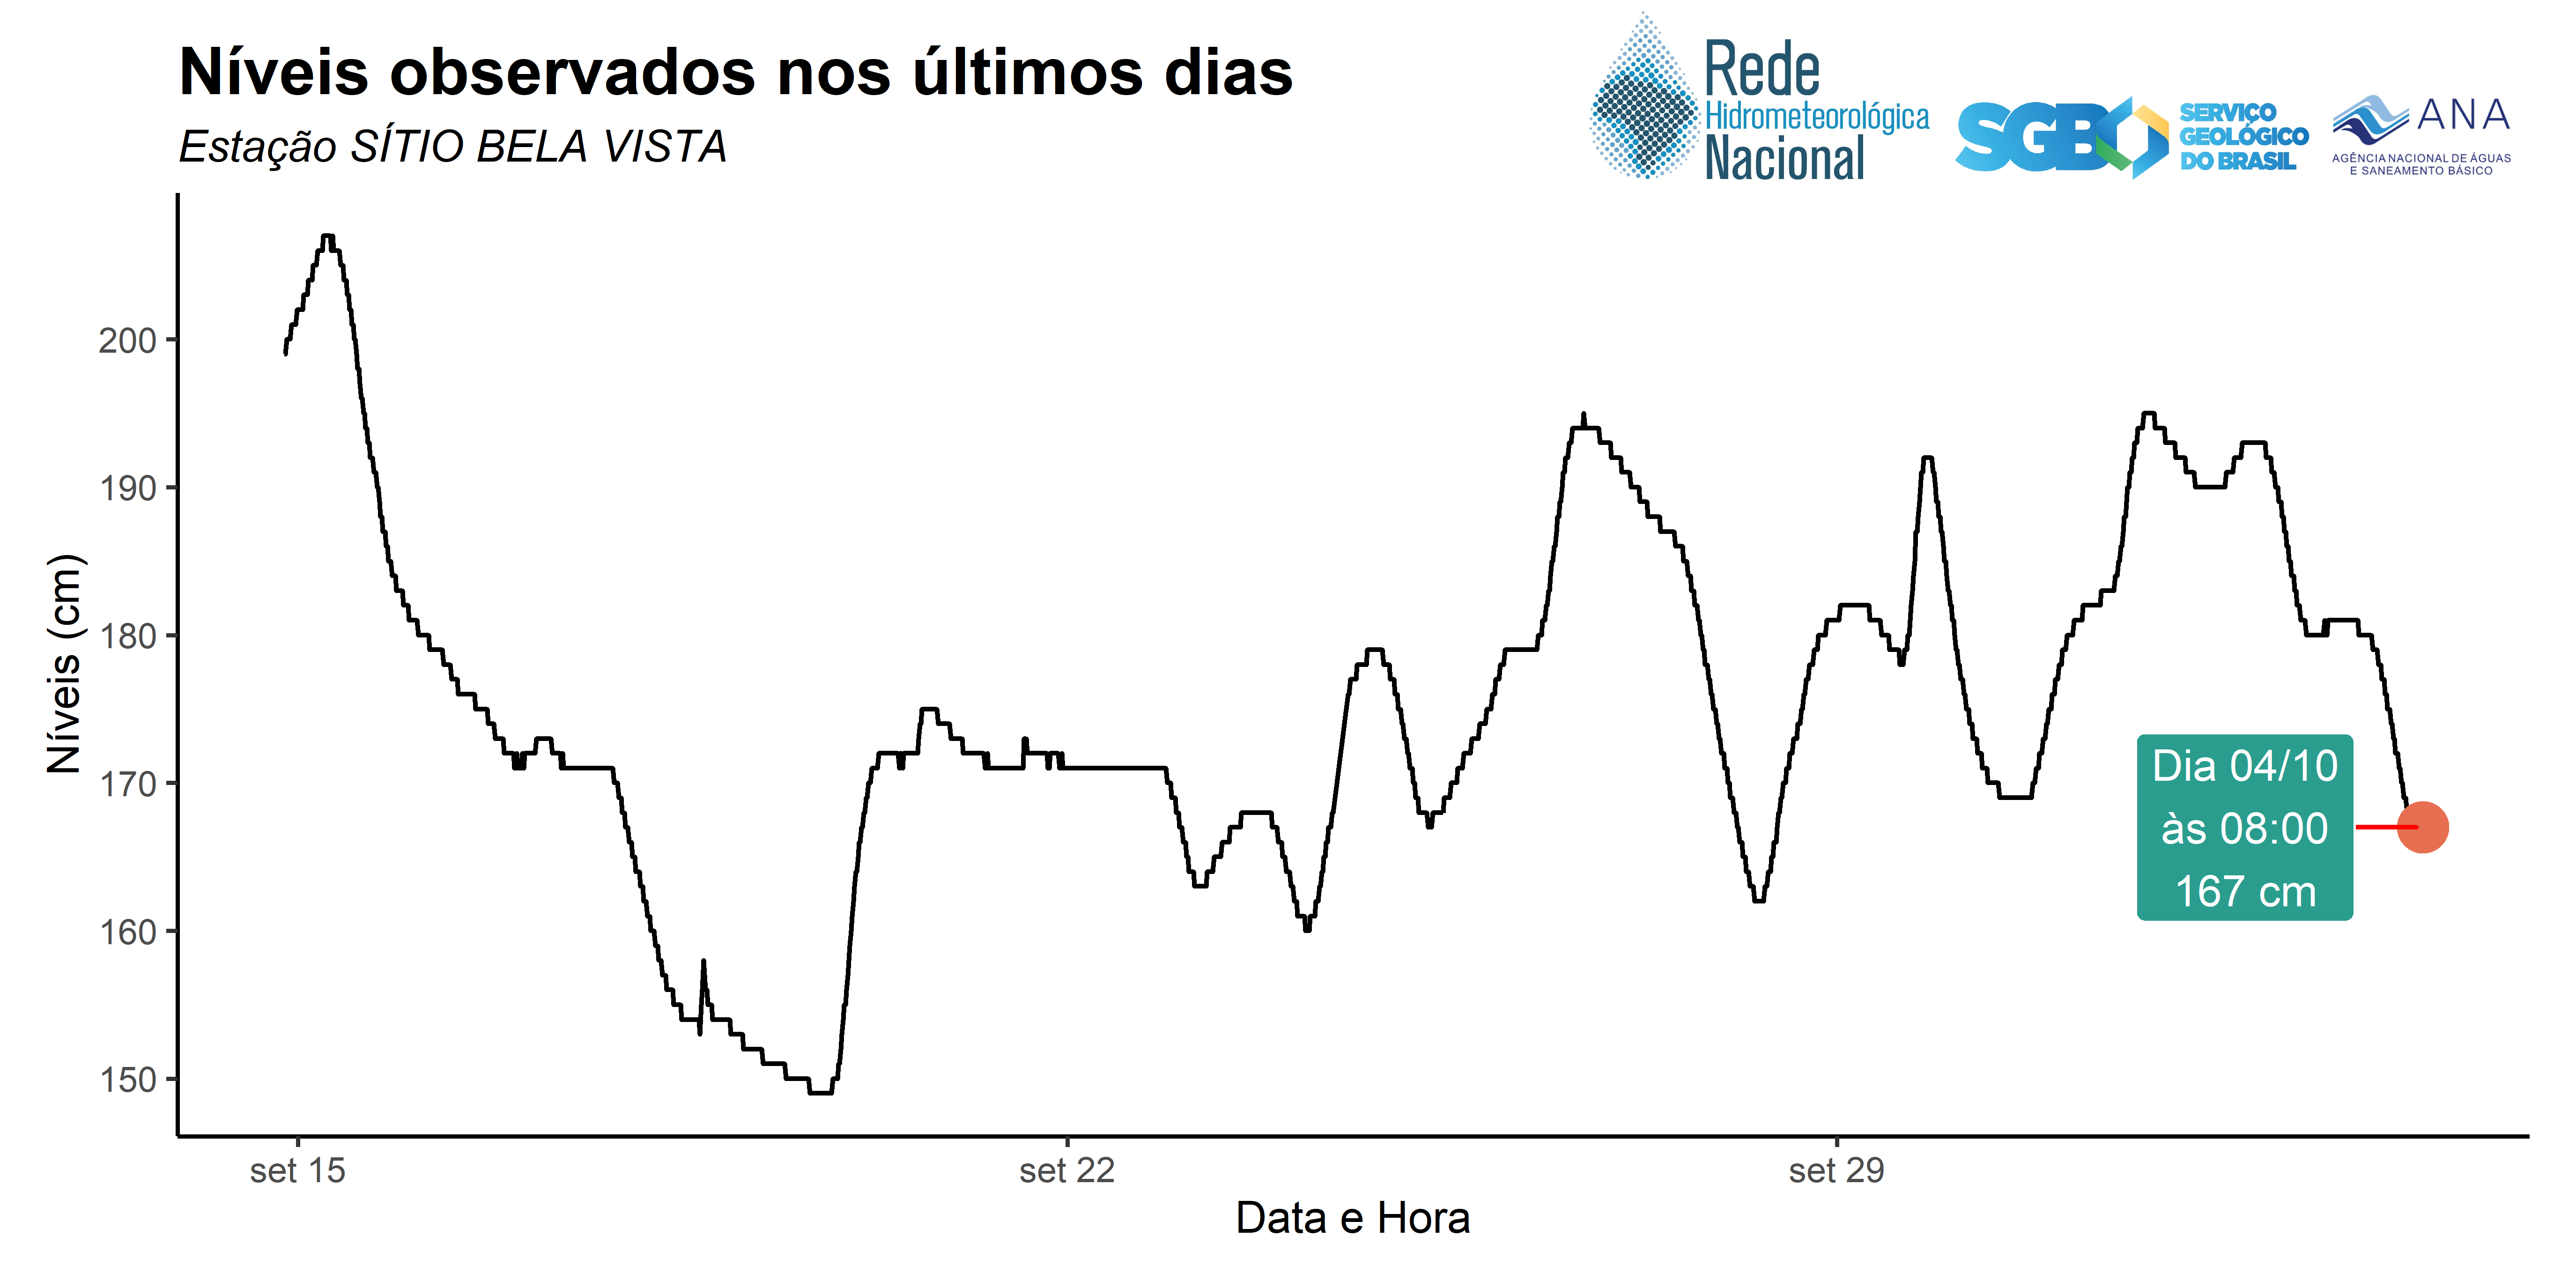 Níveis observados nos últimos dias
Estação SÍTIO BELA VISTA
Rede
Hidrometeorológica
Nacional
SGB
SERVIÇO
GEOLÓGICO
DO BRASIL
ANA
AGÊNCIA NACIONAL DE ÁGUAS
E SANEAMENTO BÁSICO
Níveis (cm)
200
190
180
170
160
150
Dia 04/10
às 08:00
167 cm
set 15
set 22
set 29
Data e Hora